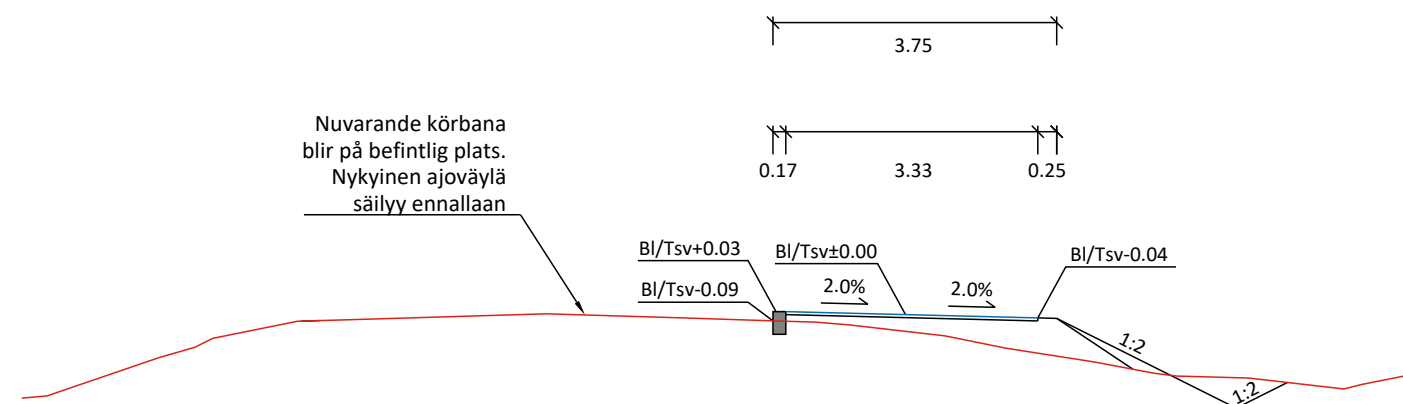 3.75
Nuvarande körbana
blir på befintlig plats.
Nykyinen ajoväylä
säilyy ennallaan
0.17 3.33 0.25
Bl/Tsv+0.03 Bl/Tsv±0.00 Bl/Tsv-0.04
Bl/Tsv-0.09 2.0% 2.0%
1:2
1:2